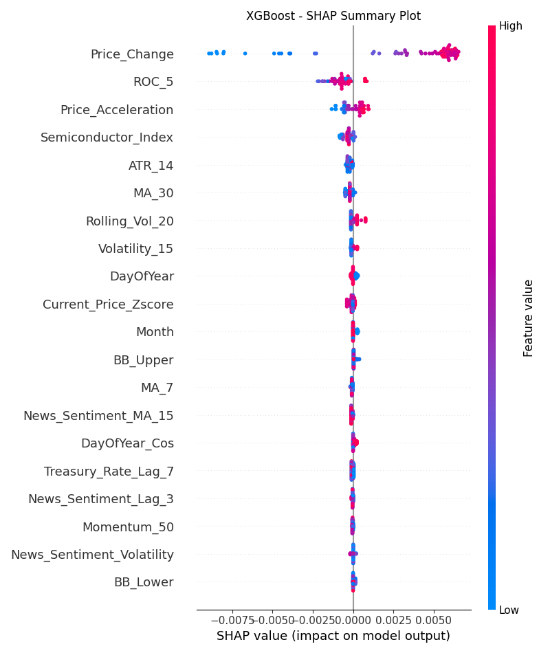 XGBoost - SHAP Summary Plot
High
Price_Change
ROC_5
Price_Acceleration
Semiconductor_Index
ATR_14
MA_30
Rolling_Vol_20
Volatility_15
DayOfYear
Current_Price_Zscore
Month
BB_Upper
MA_7
News_Sentiment_MA_15
DayOfYear_Cos
Treasury_Rate_Lag_7
News_Sentiment_Lag_3
Momentum_50
News_Sentiment_Volatility
BB_Lower
Feature value
Low
−0.0075 −0.0050 −0.0025 0.0000 0.0025 0.0050
SHAP value (impact on model output)